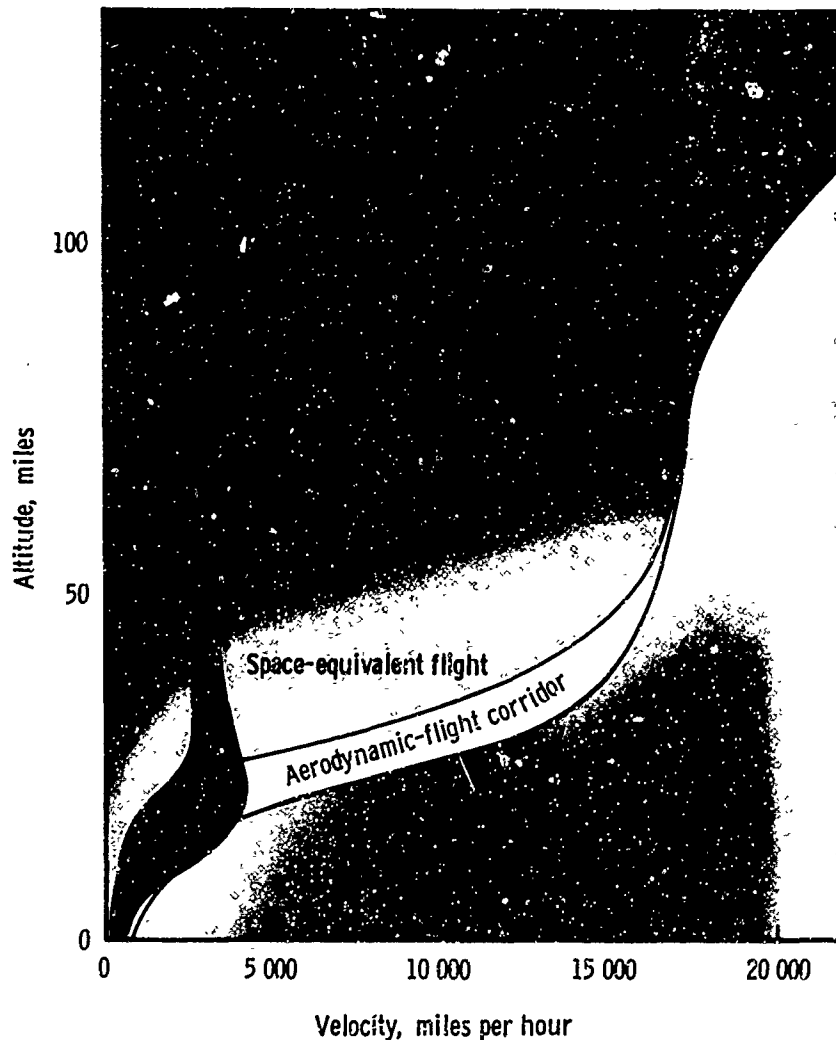 100
50
0
Altitude, miles
Space-equivalent flight
Aerodynamic-flight corridor
0 5 000 10 000 15 000 20 000
Velocity, miles per hour